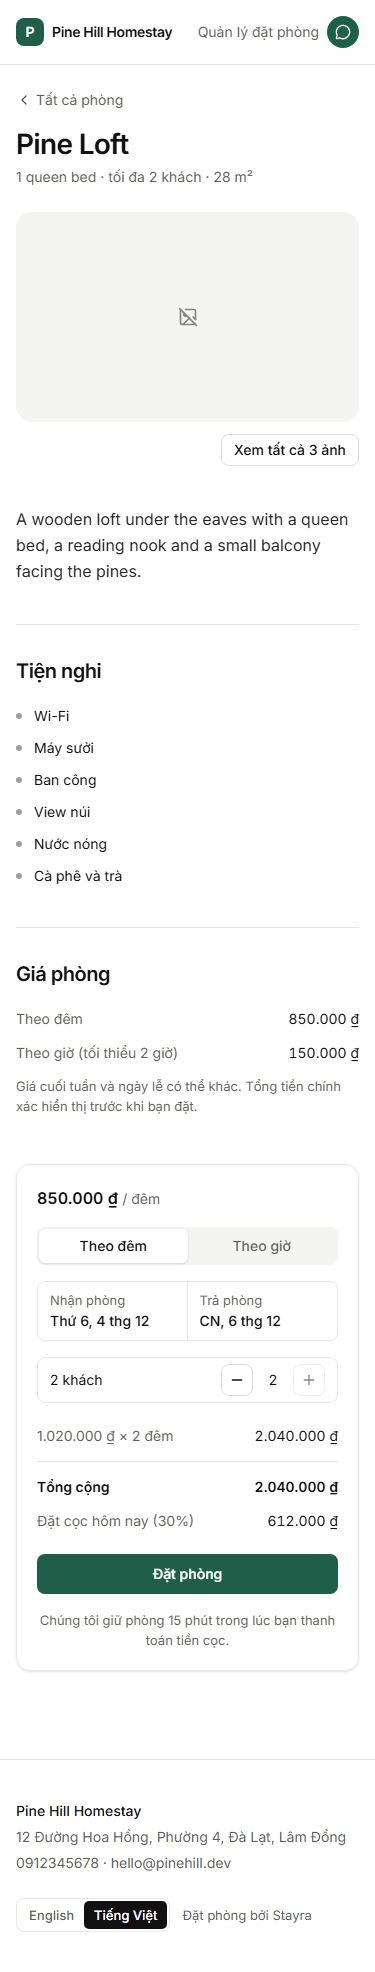 P Pine Hill Homestay Quản lý đặt phòng
Tất cả phòng
Pine Loft
1 queen bed · tối đa 2 khách · 28 m²
Xem tất cả 3 ảnh
A wooden loft under the eaves with a queen
bed, a reading nook and a small balcony
facing the pines.
Tiện nghi
Wi-Fi
Máy sưởi
Ban công
View núi
Nước nóng
Cà phê và trà
Giá phòng
Theo đêm 850.000 ₫
Theo giờ (tối thiểu 2 giờ) 150.000 ₫
Giá cuối tuần và ngày lễ có thể khác. Tổng tiền chính
xác hiển thị trước khi bạn đặt.
850.000 ₫ / đêm
Theo đêm Theo giờ
Nhận phòng Trả phòng
Thứ 6, 4 thg 12 CN, 6 thg 12
2 khách 2
1.020.000 ₫ × 2 đêm 2.040.000 ₫
Tổng cộng 2.040.000 ₫
Đặt cọc hôm nay (30%) 612.000 ₫
Đặt phòng
Chúng tôi giữ phòng 15 phút trong lúc bạn thanh
toán tiền cọc.
Pine Hill Homestay
12 Đường Hoa Hồng, Phường 4, Đà Lạt, Lâm Đồng
0912345678 · hello@pinehill.dev
English Tiếng Việt Đặt phòng bởi Stayra